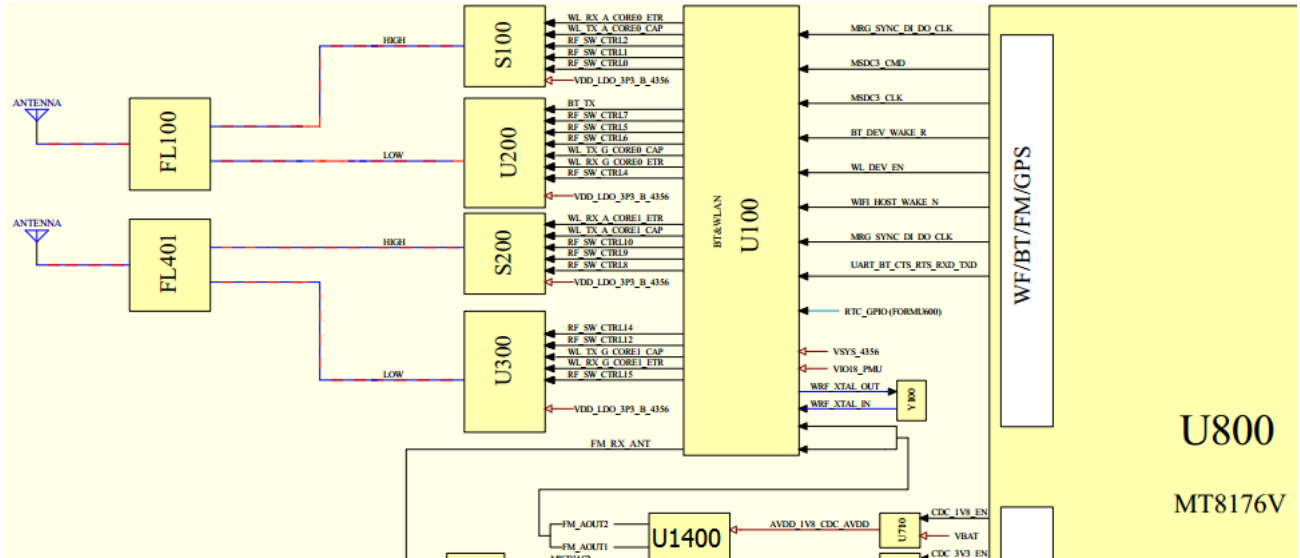 ANTENNA
FL100
HIGH
LOW
ANTENNA
FL401
HIGH
LOW
S100
WL_RX_A_CORE0_ETR
WL_TX_A_CORE0_CAP
RF_SW_CTRL2
RF_SW_CTRL1
RF_SW_CTRL0
VDD_LDO_3P3_B_4356
U200
BT_TX
RF_SW_CTRL7
RF_SW_CTRL5
RF_SW_CTRL6
WL_TX_G_CORE0_CAP
WL_RX_G_CORE0_ETR
RF_SW_CTRL4
VDD_LDO_3P3_B_4356
S200
WL_RX_A_CORE1_ETR
WL_TX_A_CORE1_CAP
RF_SW_CTRL10
RF_SW_CTRL9
RF_SW_CTRL8
VDD_LDO_3P3_B_4356
U300
RF_SW_CTRL14
RF_SW_CTRL12
WL_TX_G_CORE1_CAP
WL_RX_G_CORE1_ETR
RF_SW_CTRL15
VDD_LDO_3P3_B_4356
FM_RX_ANT
BT&WLAN
U100
MRG_SYNC_DI_DO_CLK
MSDC3_CMD
MSDC3_CLK
BT_DEV_WAKE_R
WL_DEV_EN
WIFI_HOST_WAKE_N
MRG_SYNC_DI_DO_CLK
UART_BT_CTS_RTS_RXD_TXD
RTC_GPIO (FORMU600)
VSYS_4356
VIO18_PMU
WRF_XTAL_OUT
WRF_XTAL_IN
Y100
WF/BT/FM/GPS
U800
MT8176V
FM_AOUT2
FM_AOUT1
U1400
AVDD_1V8_CDC_AVDD
U710
CDC_1V8_EN
VBAT
CDC_3V3_EN